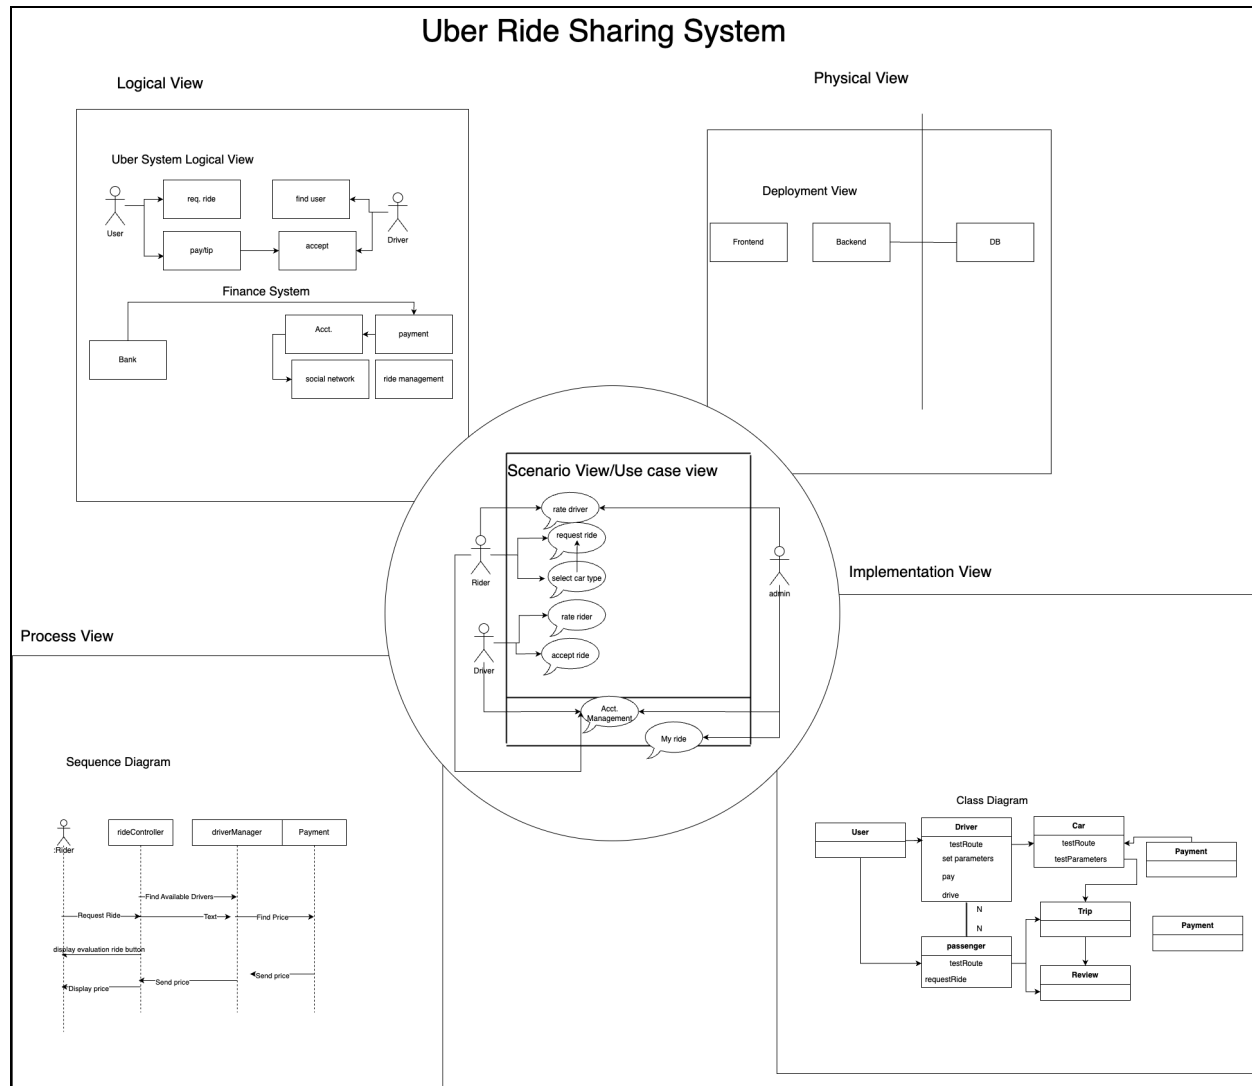 Uber Ride Sharing System
Logical View
Uber System Logical View
User
req. ride
find user
Driver
pay/tip
accept
Finance System
Bank
Acct.
payment
social network
ride management
Physical View
Deployment View
Frontend
Backend
DB
Scenario View/Use case view
rate driver
request ride
select car type
rate rider
accept ride
Acct.
Management
My ride
Rider
Driver
admin
Process View
Sequence Diagram
:Rider
rideController
driverManager
Payment
Find Available Drivers
Request Ride
Text
Find Price
display evaluation ride button
Send price
Send price
Display price
Implementation View
Class Diagram
User
Driver
testRoute
set parameters
pay
drive
N
N
passenger
testRoute
requestRide
Car
testRoute
testParameters
Payment
Trip
Payment
Review